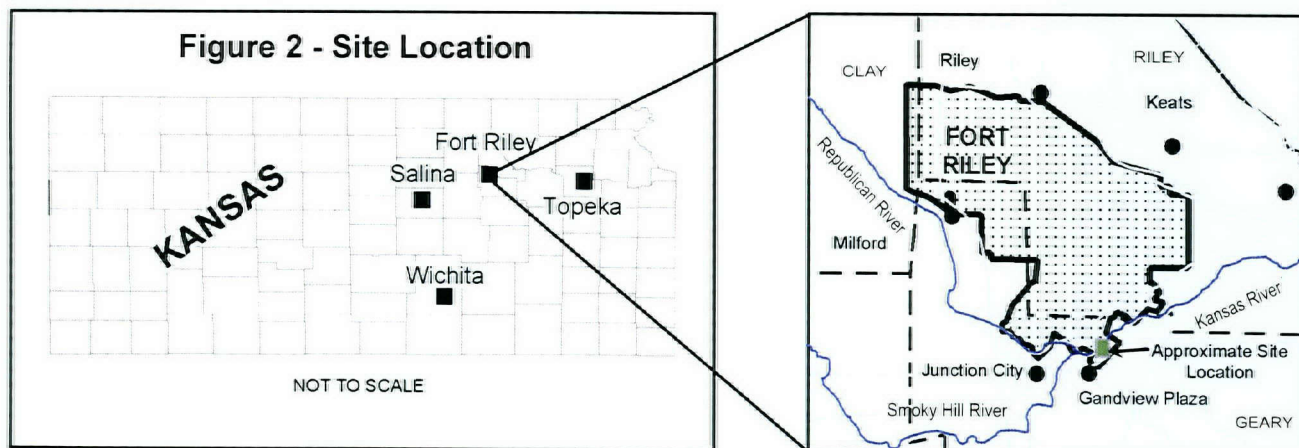 Figure 2 - Site Location
KANSAS
Fort Riley
Salina
Topeka
Wichita
NOT TO SCALE
CLAY
Riley
RILEY
Keats
FORT
RILEY
Republican River
Milford
Kansas River
Approximate Site
Location
Junction City
Gandview Plaza
Smoky Hill River
GEARY